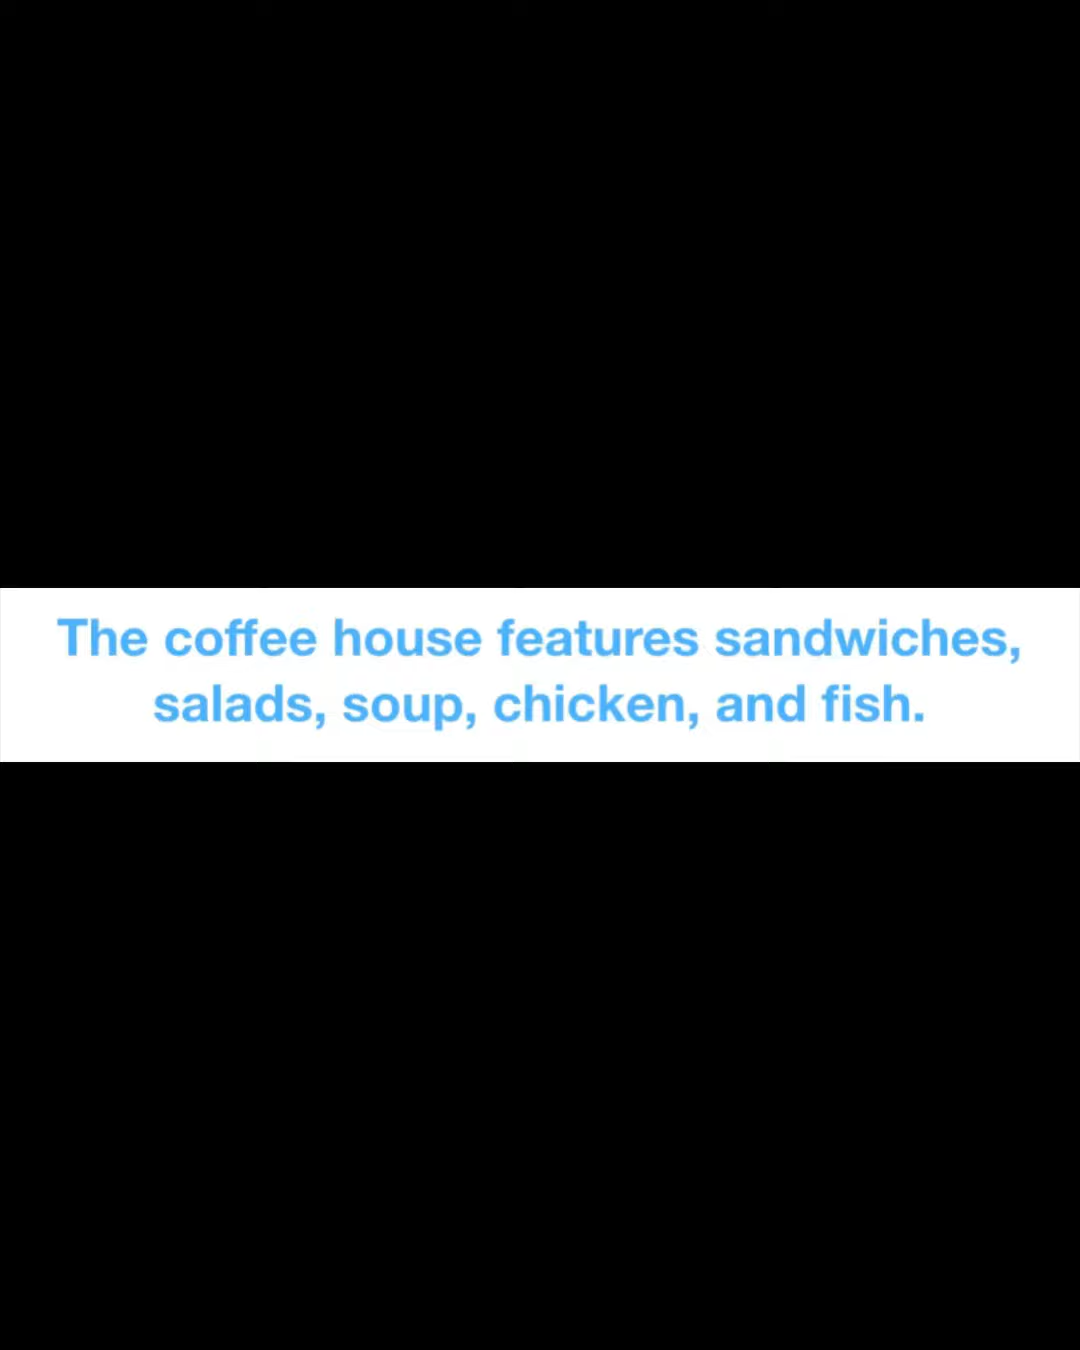 The coffee house features sandwiches,
salads, soup, chicken, and fish.